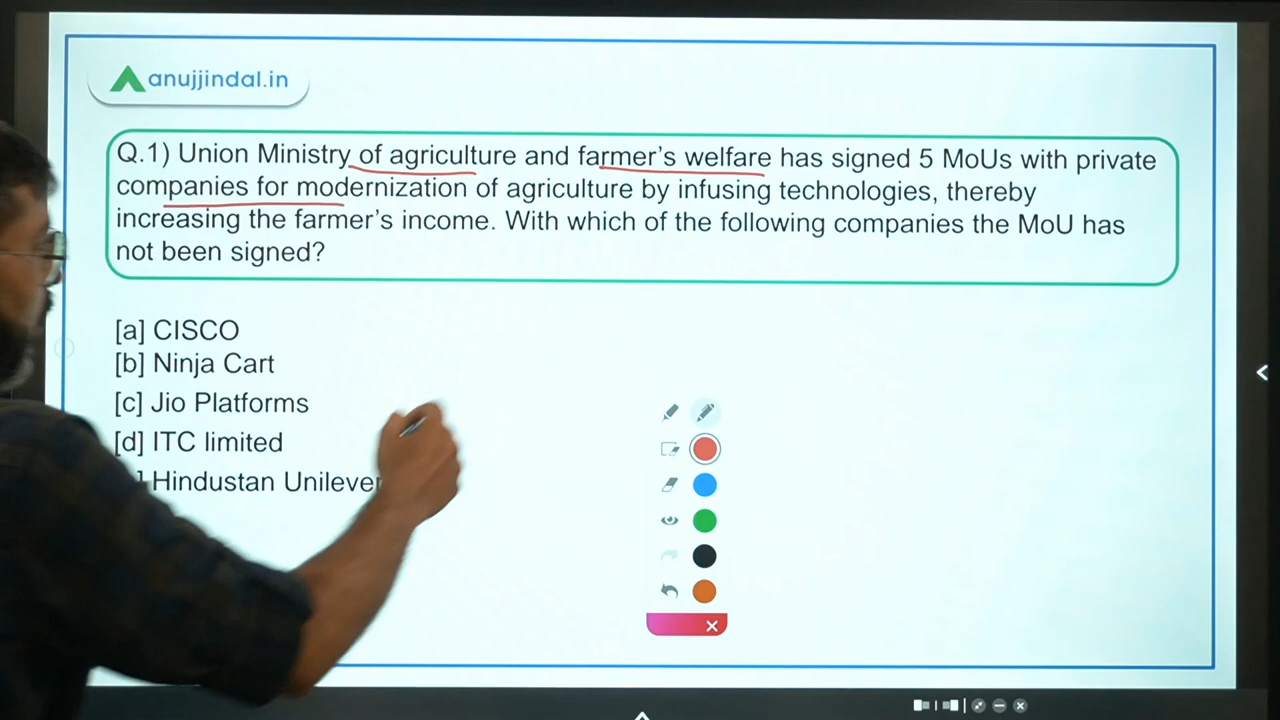 anujjindal.in
Q.1) Union Ministry of agriculture and farmer's welfare has signed 5 MoUs with private
companies for modernization of agriculture by infusing technologies, thereby
increasing the farmer's income. With which of the following companies the MoU has
not been signed?
[a] CISCO
[b] Ninja Cart
[c] Jio Platforms
[d] ITC limited
] Hindustan Unilever